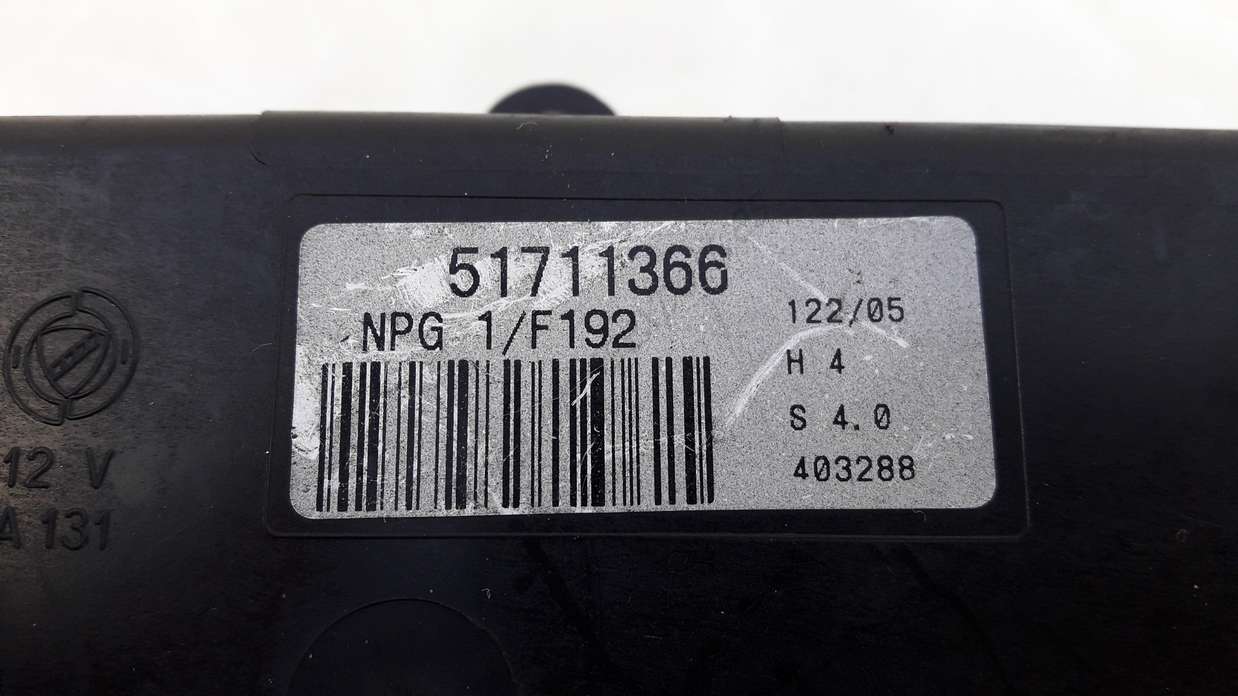 51711366
NPG 1/F192
122/05
H 4
S 4.0
403288
12 V
A 131